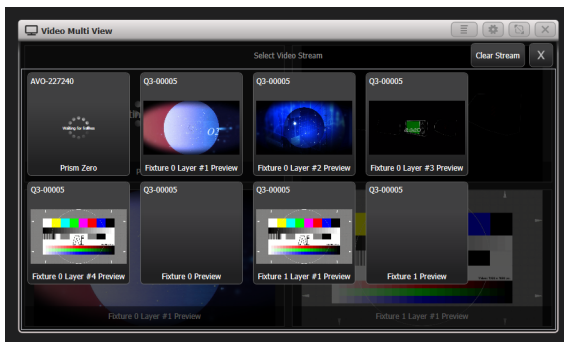 Video Multi View
Select Video Stream
Clear Stream
X
AVO-227240
Q3-00005
Q3-00005
Q3-00005
Waiting for frames
Prism Zero
Fixture 0 Layer #1 Preview
Fixture 0 Layer #2 Preview
Fixture 0 Layer #3 Preview
Q3-00005
Q3-00005
Q3-00005
Q3-00005
Fixture 0 Layer #4 Preview
Fixture 0 Preview
Fixture 1 Layer #1 Preview
Fixture 1 Preview
Fixture 0 Layer #1 Preview
Fixture 1 Layer #1 Preview